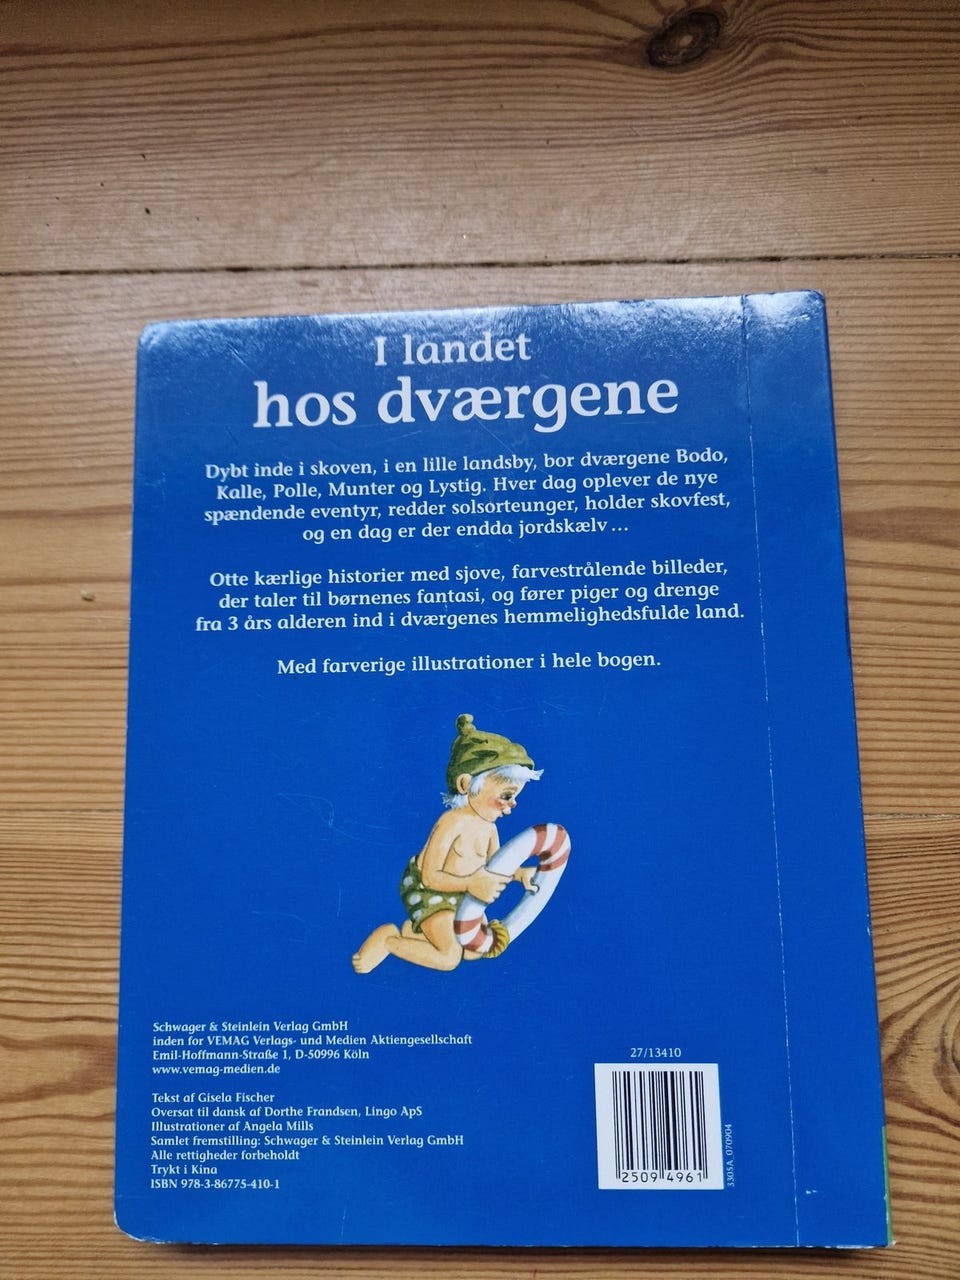 I landet
hos dværgene
Dybt inde i skoven, i en lille landsby, bor dværgene Bodo,
Kalle, Polle, Munter og Lystig. Hver dag oplever de nye
spændende eventyr, redder solsorteunger, holder skovfest,
og en dag er der endda jordskælv...
Otte kærlige historier med sjove, farvestrålende billeder,
der taler til børnenes fantasi, og fører piger og drenge
fra 3 års alderen ind i dværgenes hemmelighedsfulde land.
Med farverige illustrationer i hele bogen.
Schwager & Steinlein Verlag GmbH
inden for VEMAG Verlags- und Medien Aktiengesellschaft
Emil-Hoffmann-Straße 1, D-50996 Köln
www.vemag-medien.de
Tekst af Gisela Fischer
Oversat til dansk af Dorthe Frandsen, Lingo ApS
Illustrationer af Angela Mills
Samlet fremstilling: Schwager & Steinlein Verlag GmbH
Alle rettigheder forbeholdt
Trykt i Kina
ISBN 978-3-86775-410-1
27/13410
2509 4961
3305A_070904